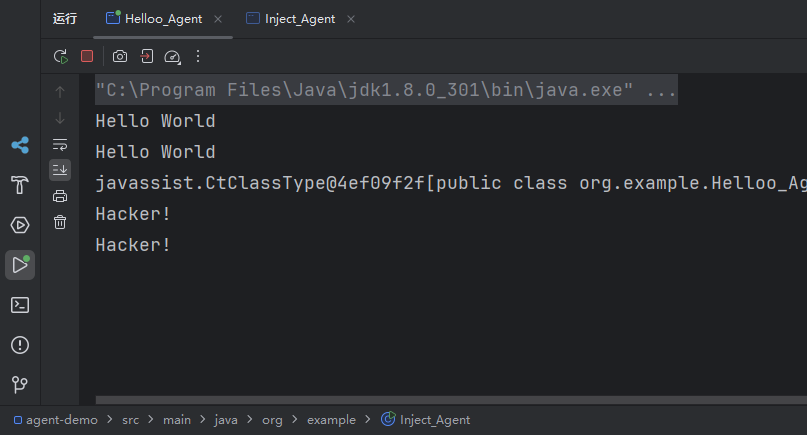 运行 Helloo_Agent × Inject_Agent ×
"C:\Program Files\Java\jdk1.8.0_301\bin\java.exe" ...
Hello World
Hello World
javassist.CtClassType@4ef09f2f[public class org.example.Helloo_Ag
Hacker!
Hacker!
agent-demo > src > main > java > org > example > Inject_Agent